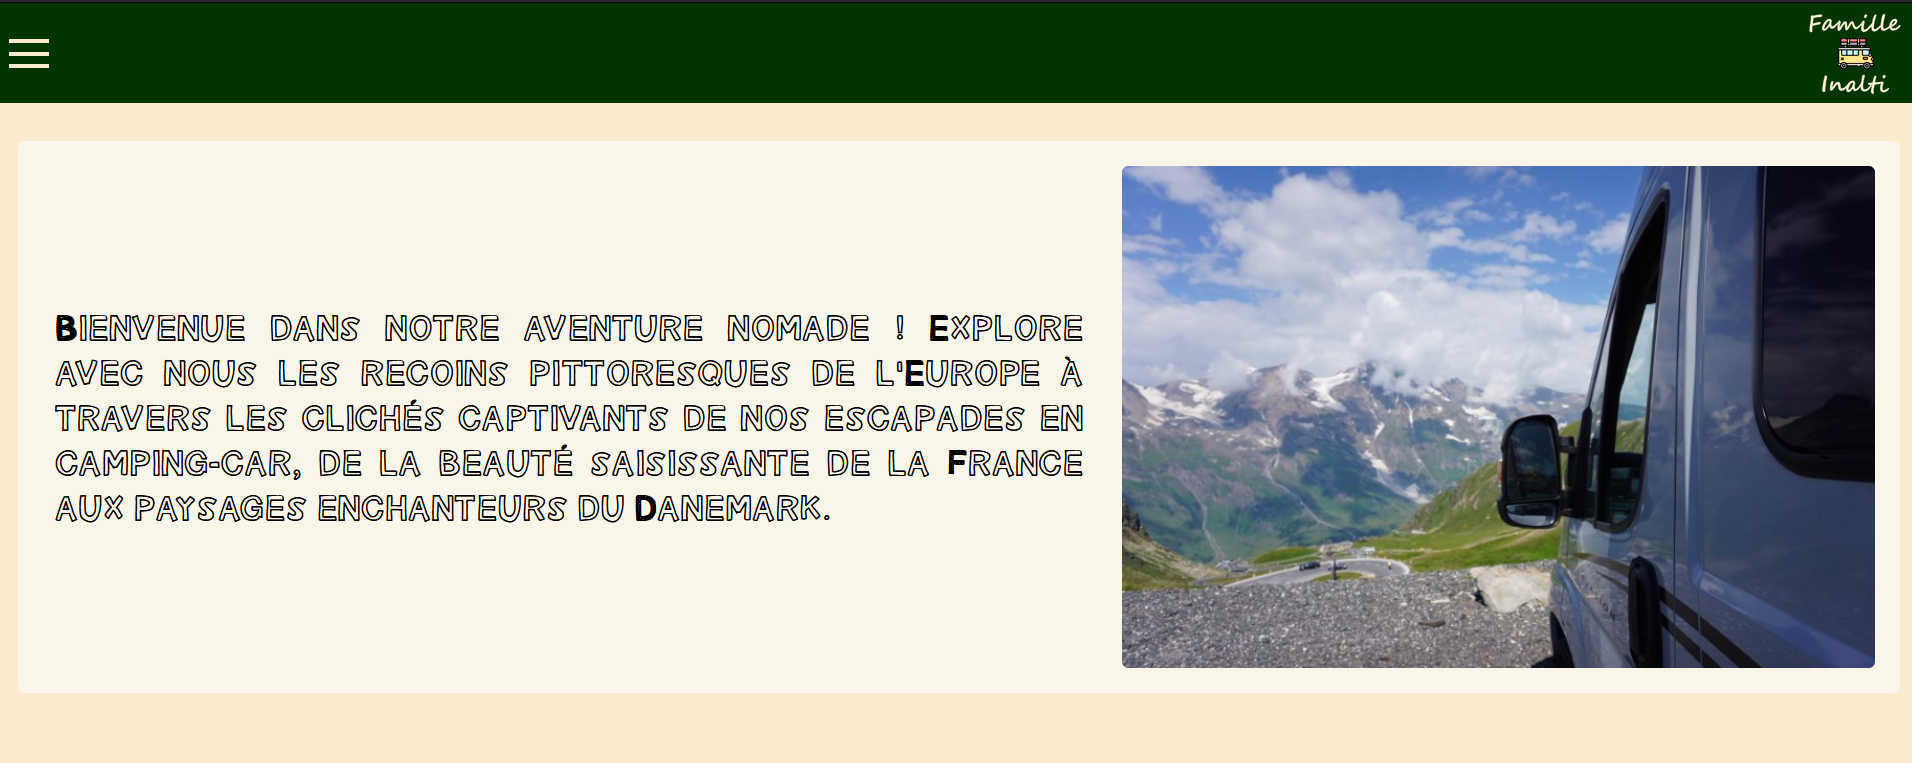 Famille
Inalti
BIENVENUE DANS NOTRE AVENTURE NOMADE ! EXPLORE
AVEC NOUS LES RECOINS PITTORESQUES DE L'EUROPE À
TRAVERS LES CLICHÉS CAPTIVANTS DE NOS ESCAPADES EN
CAMPING-CAR, DE LA BEAUTÉ SAISISSANTE DE LA FRANCE
AUX PAYSAGES ENCHANTEURS DU DANEMARK.